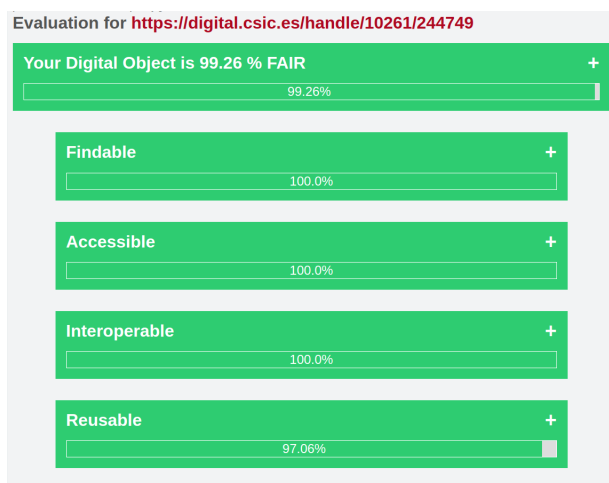 Evaluation for https://digital.csic.es/handle/10261/244749
Your Digital Object is 99.26 % FAIR +
99.26%
Findable +
100.0%
Accessible +
100.0%
Interoperable +
100.0%
Reusable +
97.06%